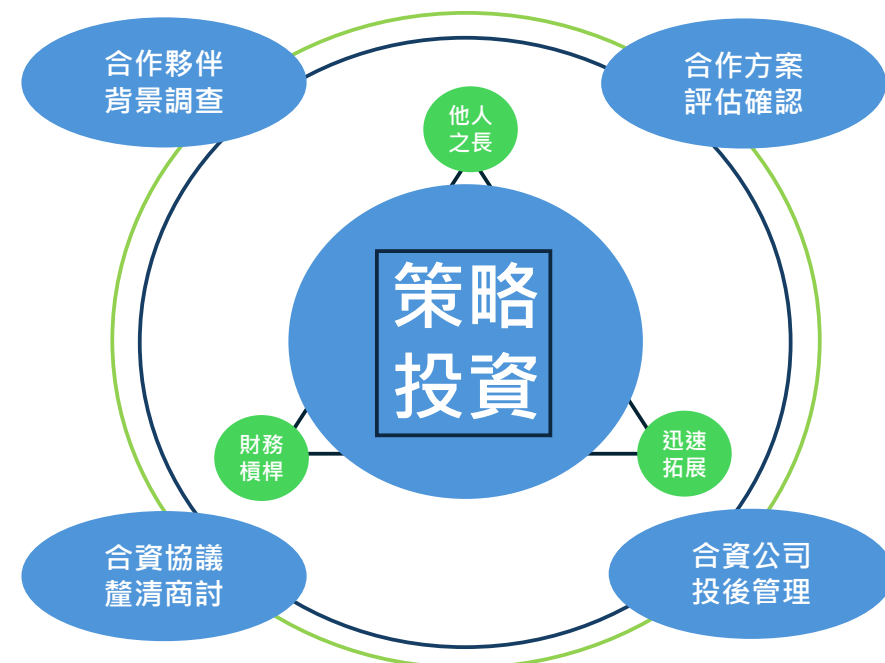 合作夥伴
背景調查
合作方案
評估確認
他人
之長
策略
投資
財務
槓桿
迅速
拓展
合資協議
釐清商討
合資公司
投後管理